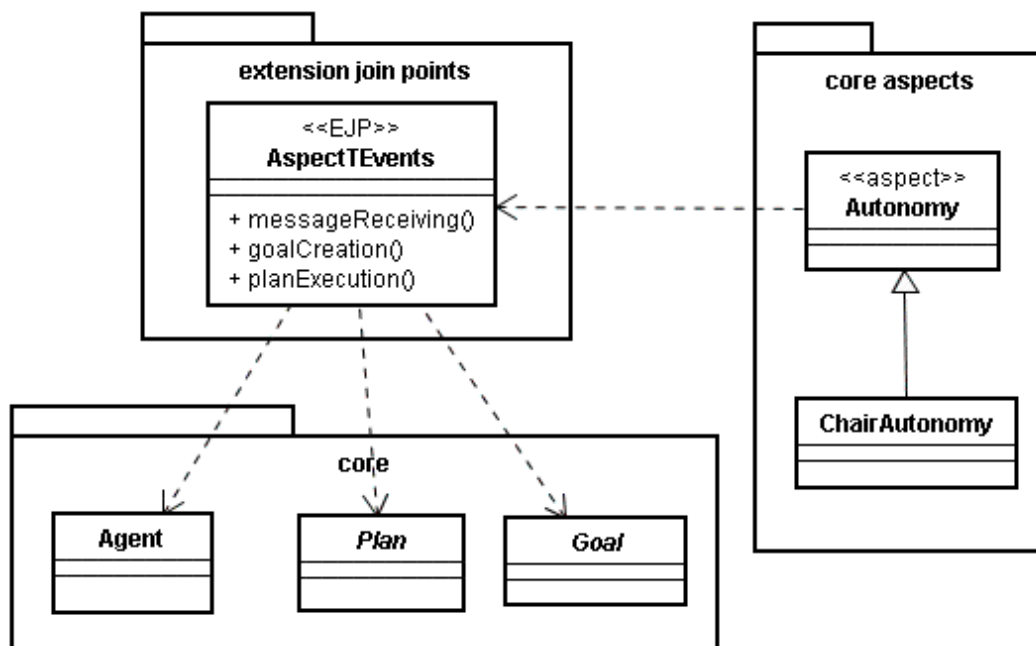 extension join points
<<EJP>>
AspectTEvents
+ messageReceiving()
+ goalCreation()
+ planExecution()
core aspects
<<aspect>>
Autonomy
ChairAutonomy
core
Agent
Plan
Goal